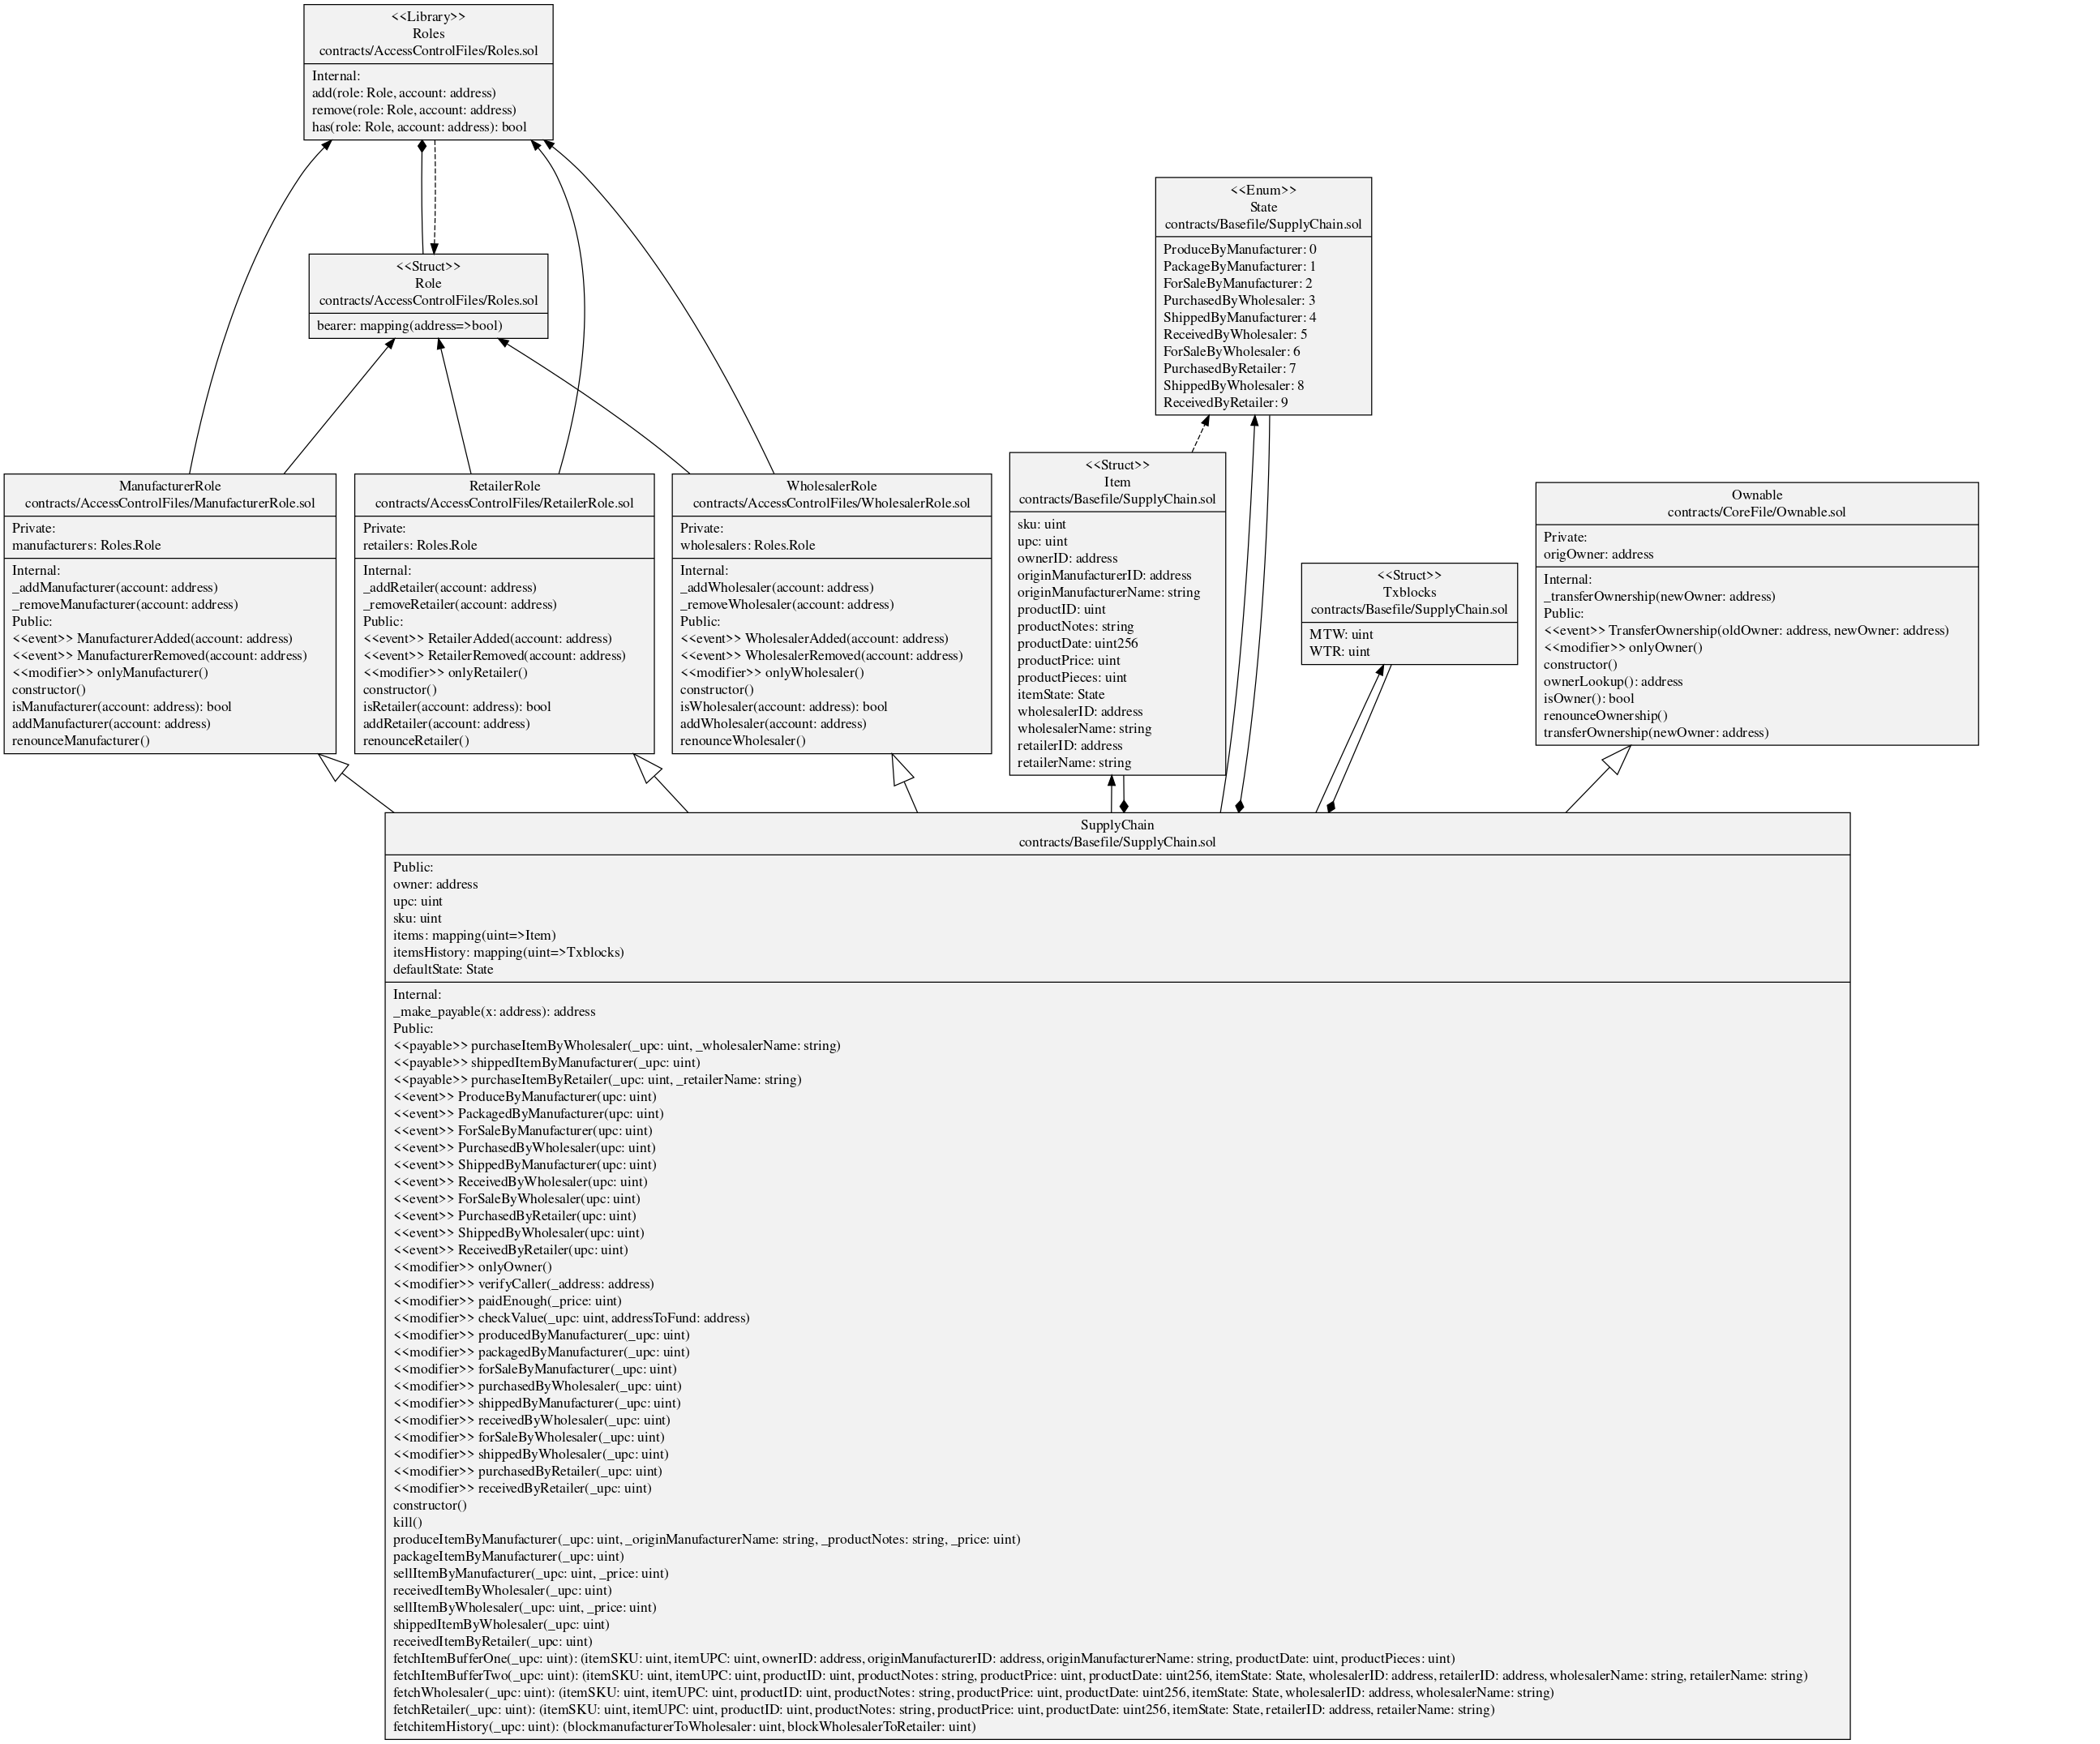 <<Library>>
Roles
contracts/AccessControlFiles/Roles.sol
Internal:
add(role: Role, account: address)
remove(role: Role, account: address)
has(role: Role, account: address): bool
<<Struct>>
Role
contracts/AccessControlFiles/Roles.sol
bearer: mapping(address=>bool)
<<Enum>>
State
contracts/Basefile/SupplyChain.sol
ProduceByManufacturer: 0
PackageByManufacturer: 1
ForSaleByManufacturer: 2
PurchasedByWholesaler: 3
ShippedByManufacturer: 4
ReceivedByWholesaler: 5
ForSaleByWholesaler: 6
PurchasedByRetailer: 7
ShippedByWholesaler: 8
ReceivedByRetailer: 9
ManufacturerRole
contracts/AccessControlFiles/ManufacturerRole.sol
Private:
manufacturers: Roles.Role
Internal:
_addManufacturer(account: address)
_removeManufacturer(account: address)
Public:
<<event>> ManufacturerAdded(account: address)
<<event>> ManufacturerRemoved(account: address)
<<modifier>> onlyManufacturer()
constructor()
isManufacturer(account: address): bool
addManufacturer(account: address)
renounceManufacturer()
RetailerRole
contracts/AccessControlFiles/RetailerRole.sol
Private:
retailers: Roles.Role
Internal:
_addRetailer(account: address)
_removeRetailer(account: address)
Public:
<<event>> RetailerAdded(account: address)
<<event>> RetailerRemoved(account: address)
<<modifier>> onlyRetailer()
constructor()
isRetailer(account: address): bool
addRetailer(account: address)
renounceRetailer()
WholesalerRole
contracts/AccessControlFiles/WholesalerRole.sol
Private:
wholesalers: Roles.Role
Internal:
_addWholesaler(account: address)
_removeWholesaler(account: address)
Public:
<<event>> WholesalerAdded(account: address)
<<event>> WholesalerRemoved(account: address)
<<modifier>> onlyWholesaler()
constructor()
isWholesaler(account: address): bool
addWholesaler(account: address)
renounceWholesaler()
<<Struct>>
Item
contracts/Basefile/SupplyChain.sol
sku: uint
upc: uint
ownerID: address
originManufacturerID: address
originManufacturerName: string
productID: uint
productNotes: string
productDate: uint256
productPrice: uint
productPieces: uint
itemState: State
wholesalerID: address
wholesalerName: string
retailerID: address
retailerName: string
<<Struct>>
Txblocks
contracts/Basefile/SupplyChain.sol
MTW: uint
WTR: uint
Ownable
contracts/CoreFile/Ownable.sol
Private:
origOwner: address
Internal:
_transferOwnership(newOwner: address)
Public:
<<event>> TransferOwnership(oldOwner: address, newOwner: address)
<<modifier>> onlyOwner()
constructor()
ownerLookup(): address
isOwner(): bool
renounceOwnership()
transferOwnership(newOwner: address)
SupplyChain
contracts/Basefile/SupplyChain.sol
Public:
owner: address
upc: uint
sku: uint
items: mapping(uint=>Item)
itemsHistory: mapping(uint=>Txblocks)
defaultState: State
Internal:
_make_payable(x: address): address
Public:
<<payable>> purchaseItemByWholesaler(_upc: uint, _wholesalerName: string)
<<payable>> shippedItemByManufacturer(_upc: uint)
<<payable>> purchaseItemByRetailer(_upc: uint, _retailerName: string)
<<event>> ProduceByManufacturer(upc: uint)
<<event>> PackagedByManufacturer(upc: uint)
<<event>> ForSaleByManufacturer(upc: uint)
<<event>> PurchasedByWholesaler(upc: uint)
<<event>> ShippedByManufacturer(upc: uint)
<<event>> ReceivedByWholesaler(upc: uint)
<<event>> ForSaleByWholesaler(upc: uint)
<<event>> PurchasedByRetailer(upc: uint)
<<event>> ShippedByWholesaler(upc: uint)
<<event>> ReceivedByRetailer(upc: uint)
<<modifier>> onlyOwner()
<<modifier>> verifyCaller(_address: address)
<<modifier>> paidEnough(_price: uint)
<<modifier>> checkValue(_upc: uint, addressToFund: address)
<<modifier>> producedByManufacturer(_upc: uint)
<<modifier>> packagedByManufacturer(_upc: uint)
<<modifier>> forSaleByManufacturer(_upc: uint)
<<modifier>> purchasedByWholesaler(_upc: uint)
<<modifier>> shippedByManufacturer(_upc: uint)
<<modifier>> receivedByWholesaler(_upc: uint)
<<modifier>> forSaleByWholesaler(_upc: uint)
<<modifier>> shippedByWholesaler(_upc: uint)
<<modifier>> purchasedByRetailer(_upc: uint)
<<modifier>> receivedByRetailer(_upc: uint)
constructor()
kill()
produceItemByManufacturer(_upc: uint, _originManufacturerName: string, _productNotes: string, _price: uint)
packageItemByManufacturer(_upc: uint)
sellItemByManufacturer(_upc: uint, _price: uint)
receivedItemByWholesaler(_upc: uint)
sellItemByWholesaler(_upc: uint, _price: uint)
shippedItemByWholesaler(_upc: uint)
receivedItemByRetailer(_upc: uint)
fetchItemBufferOne(_upc: uint): (itemSKU: uint, itemUPC: uint, ownerID: address, originManufacturerID: address, originManufacturerName: string, productDate: uint, productPieces: uint)
fetchItemBufferTwo(_upc: uint): (itemSKU: uint, itemUPC: uint, productID: uint, productNotes: string, productPrice: uint, productDate: uint256, itemState: State, wholesalerID: address, retailerID: address, wholesalerName: string, retailerName: string)
fetchWholesaler(_upc: uint): (itemSKU: uint, itemUPC: uint, productID: uint, productNotes: string, productPrice: uint, productDate: uint256, itemState: State, wholesalerID: address, wholesalerName: string)
fetchRetailer(_upc: uint): (itemSKU: uint, itemUPC: uint, productID: uint, productNotes: string, productPrice: uint, productDate: uint256, itemState: State, retailerID: address, retailerName: string)
fetchitemHistory(_upc: uint): (blockmanufacturerToWholesaler: uint, blockWholesalerToRetailer: uint)